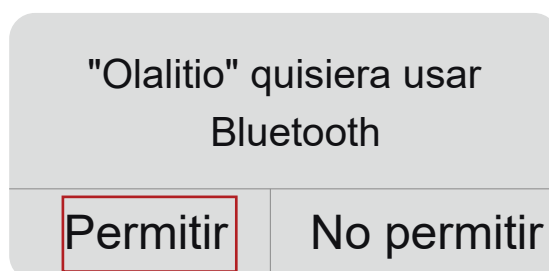 "Olalitio" quisiera usar
Bluetooth
Permitir
No permitir